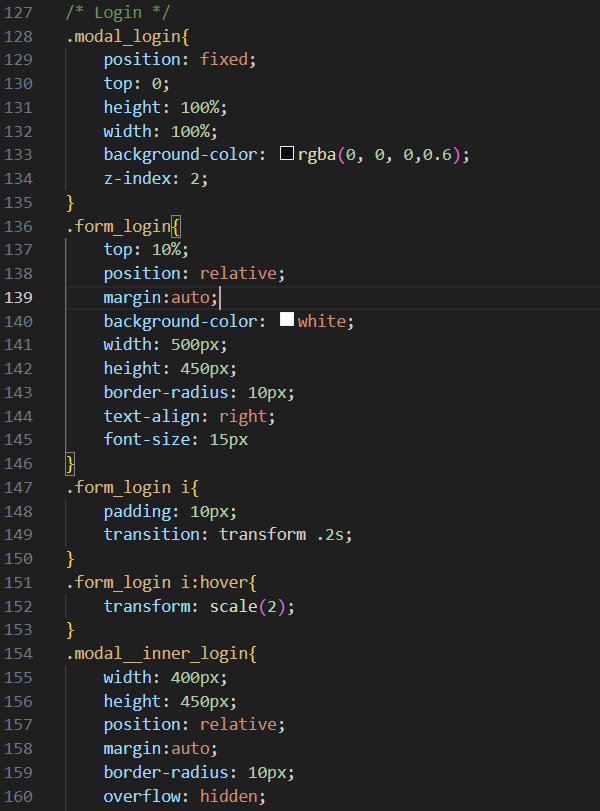 127 /* Login */
128 .modal_login{
129 position: fixed;
130 top: 0;
131 height: 100%;
132 width: 100%;
133 background-color: rgba(0, 0, 0,0.6);
134 z-index: 2;
135 }
136 .form_login{
137 top: 10%;
138 position: relative;
139 margin:auto;
140 background-color: white;
141 width: 500px;
142 height: 450px;
143 border-radius: 10px;
144 text-align: right;
145 font-size: 15px
146 }
147 .form_login i{
148 padding: 10px;
149 transition: transform .2s;
150 }
151 .form_login i:hover{
152 transform: scale(2);
153 }
154 .modal__inner_login{
155 width: 400px;
156 height: 450px;
157 position: relative;
158 margin:auto;
159 border-radius: 10px;
160 overflow: hidden;